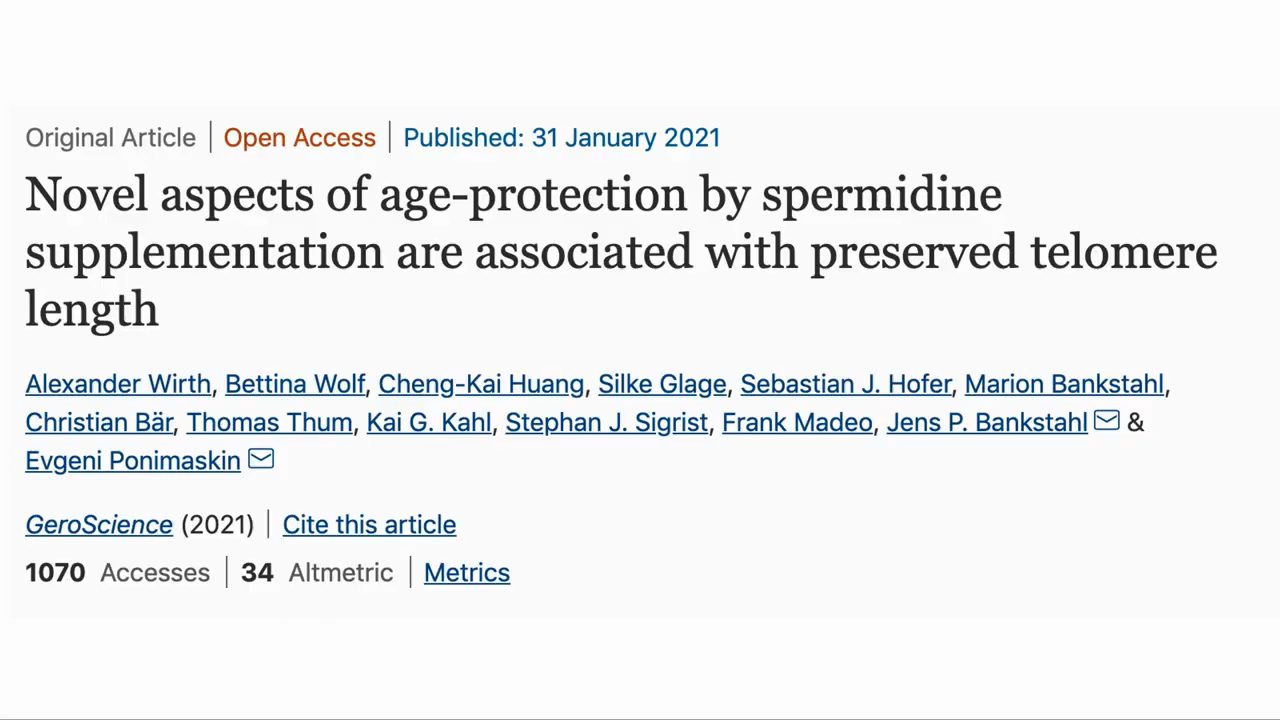 Original Article | Open Access | Published: 31 January 2021
Novel aspects of age-protection by spermidine
supplementation are associated with preserved telomere
length
Alexander Wirth, Bettina Wolf, Cheng-Kai Huang, Silke Glage, Sebastian J. Hofer, Marion Bankstahl,
Christian Bär, Thomas Thum, Kai G. Kahl, Stephan J. Sigrist, Frank Madeo, Jens P. Bankstahl &
Evgeni Ponimaskin
GeroScience (2021) | Cite this article
1070 Accesses | 34 Altmetric | Metrics